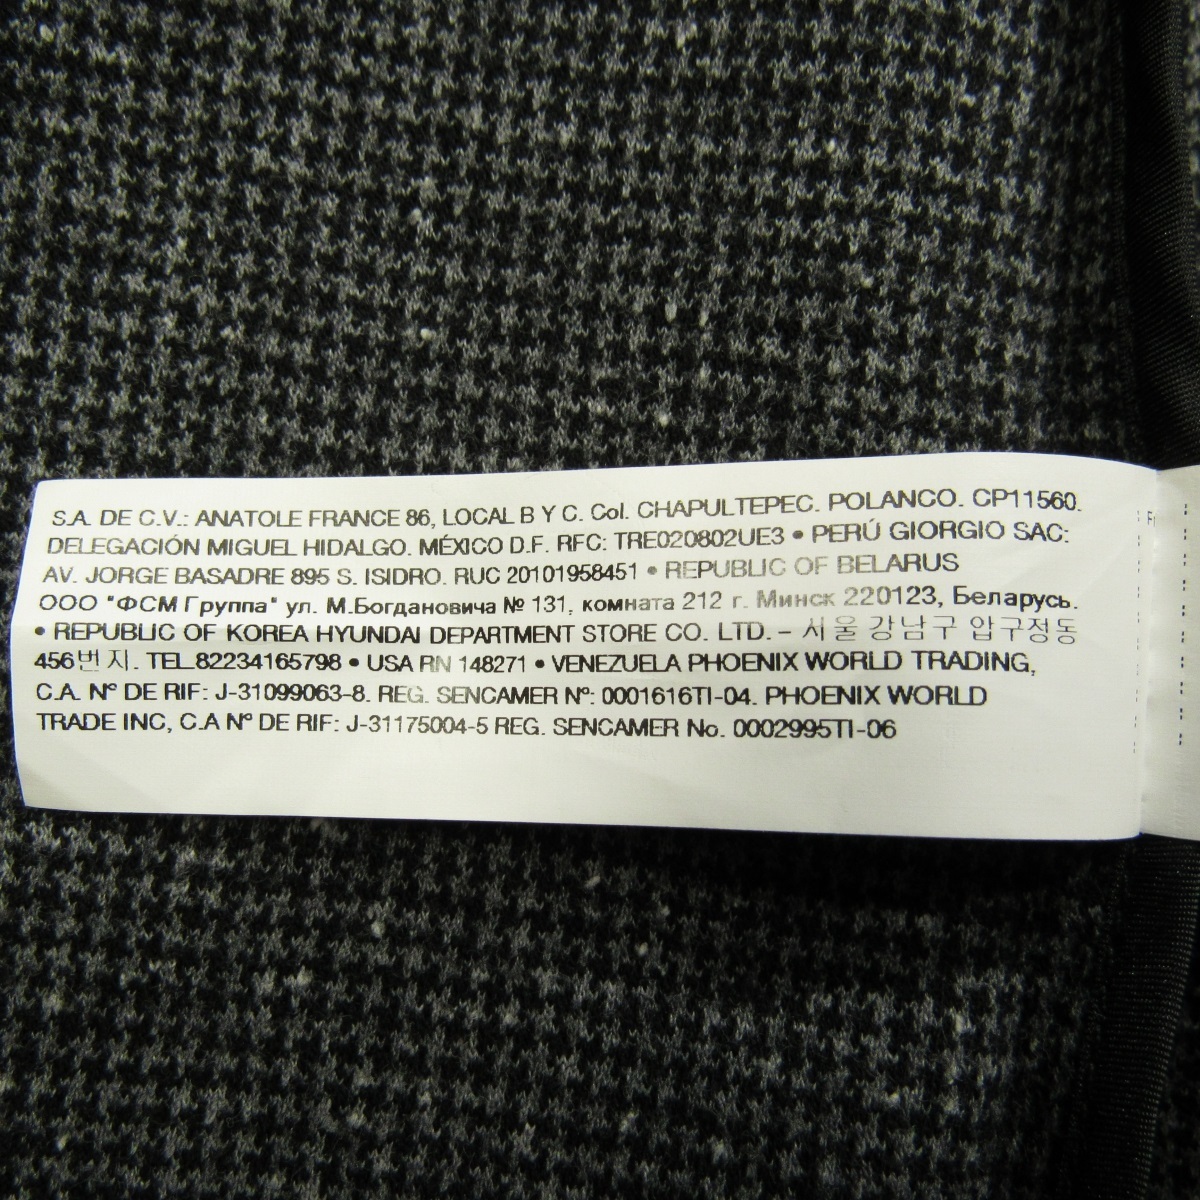 S.A. DE C.V.: ANATOLE FRANCE 86, LOCAL B Y C. Col. CHAPULTEPEC. POLANCO. CP11560.
DELEGACIÓN MIGUEL HIDALGO. MÉXICO D.F. RFC: TRE020802UE3 • PERÚ GIORGIO SAC:
AV. JORGE BASADRE 895 S. ISIDRO. RUC 20101958451 • REPUBLIC OF BELARUS
ООО "ФСМ Группа" ул. М.Богдановича № 131, комната 212 г. Минск 220123, Беларусь.
• REPUBLIC OF KOREA HYUNDAI DEPARTMENT STORE CO. LTD. – 서울 강남구 압구정동
456번지. TEL.82234165798 • USA RN 148271 • VENEZUELA PHOENIX WORLD TRADING,
C.A. Nº DE RIF: J-31099063-8. REG. SENCAMER Nº: 0001616TI-04. PHOENIX WORLD
TRADE INC, C.A Nº DE RIF: J-31175004-5 REG. SENCAMER No. 0002995TI-06